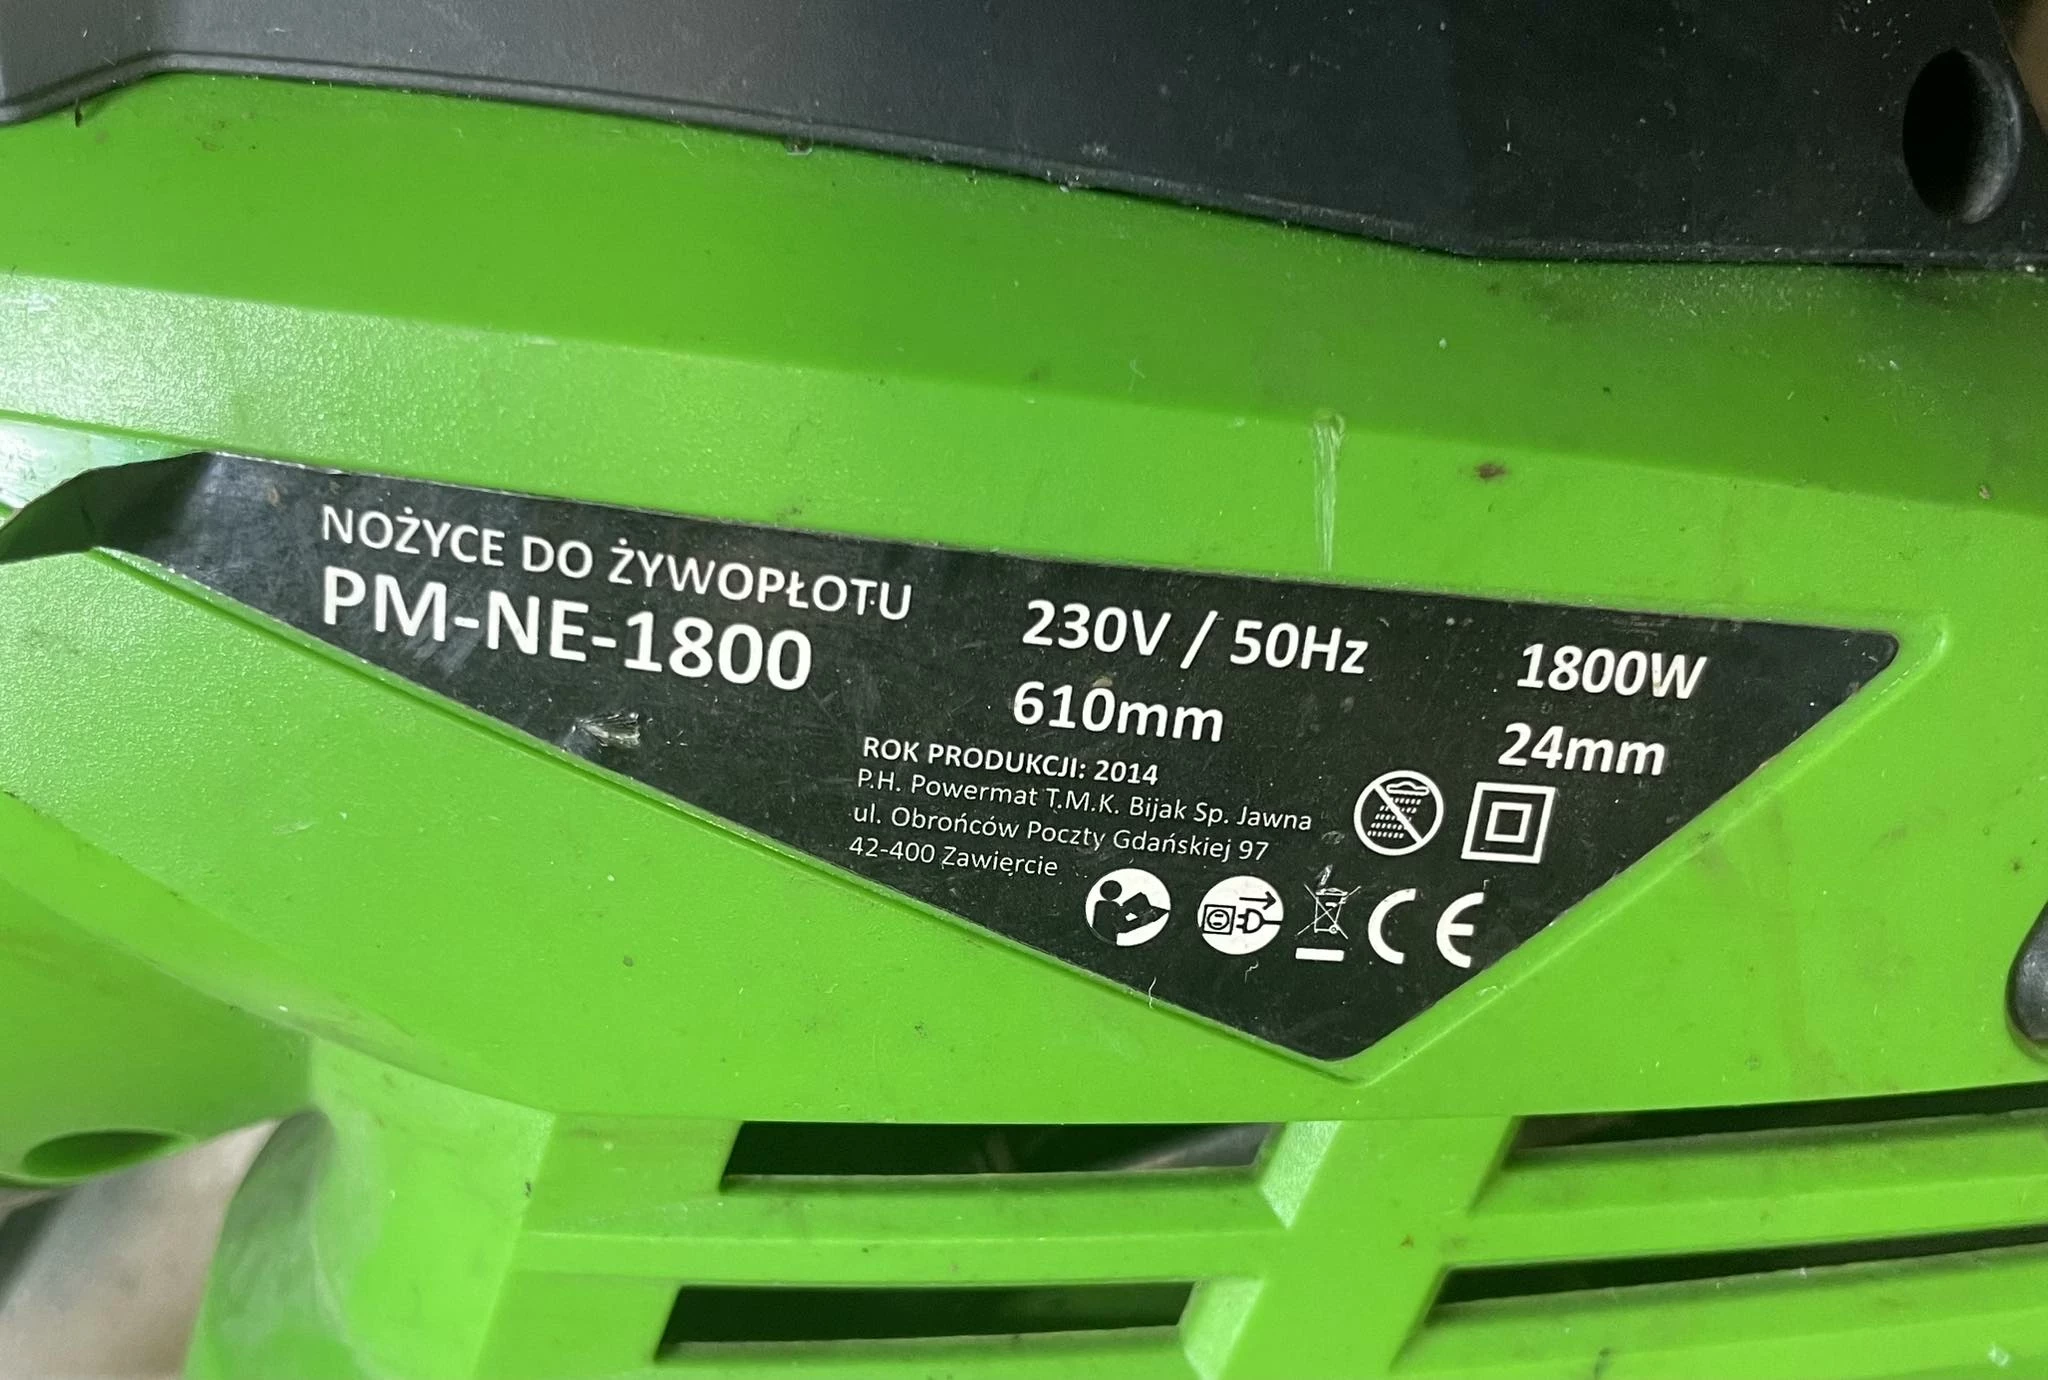 NOŻYCE DO ŻYWOPŁOTU
PM-NE-1800
230V / 50Hz 1800W
610mm 24mm
ROK PRODUKCJI: 2014
P.H. Powermat T.M.K. Bijak Sp. Jawna
ul. Obrońców Poczty Gdańskiej 97
42-400 Zawiercie
CE